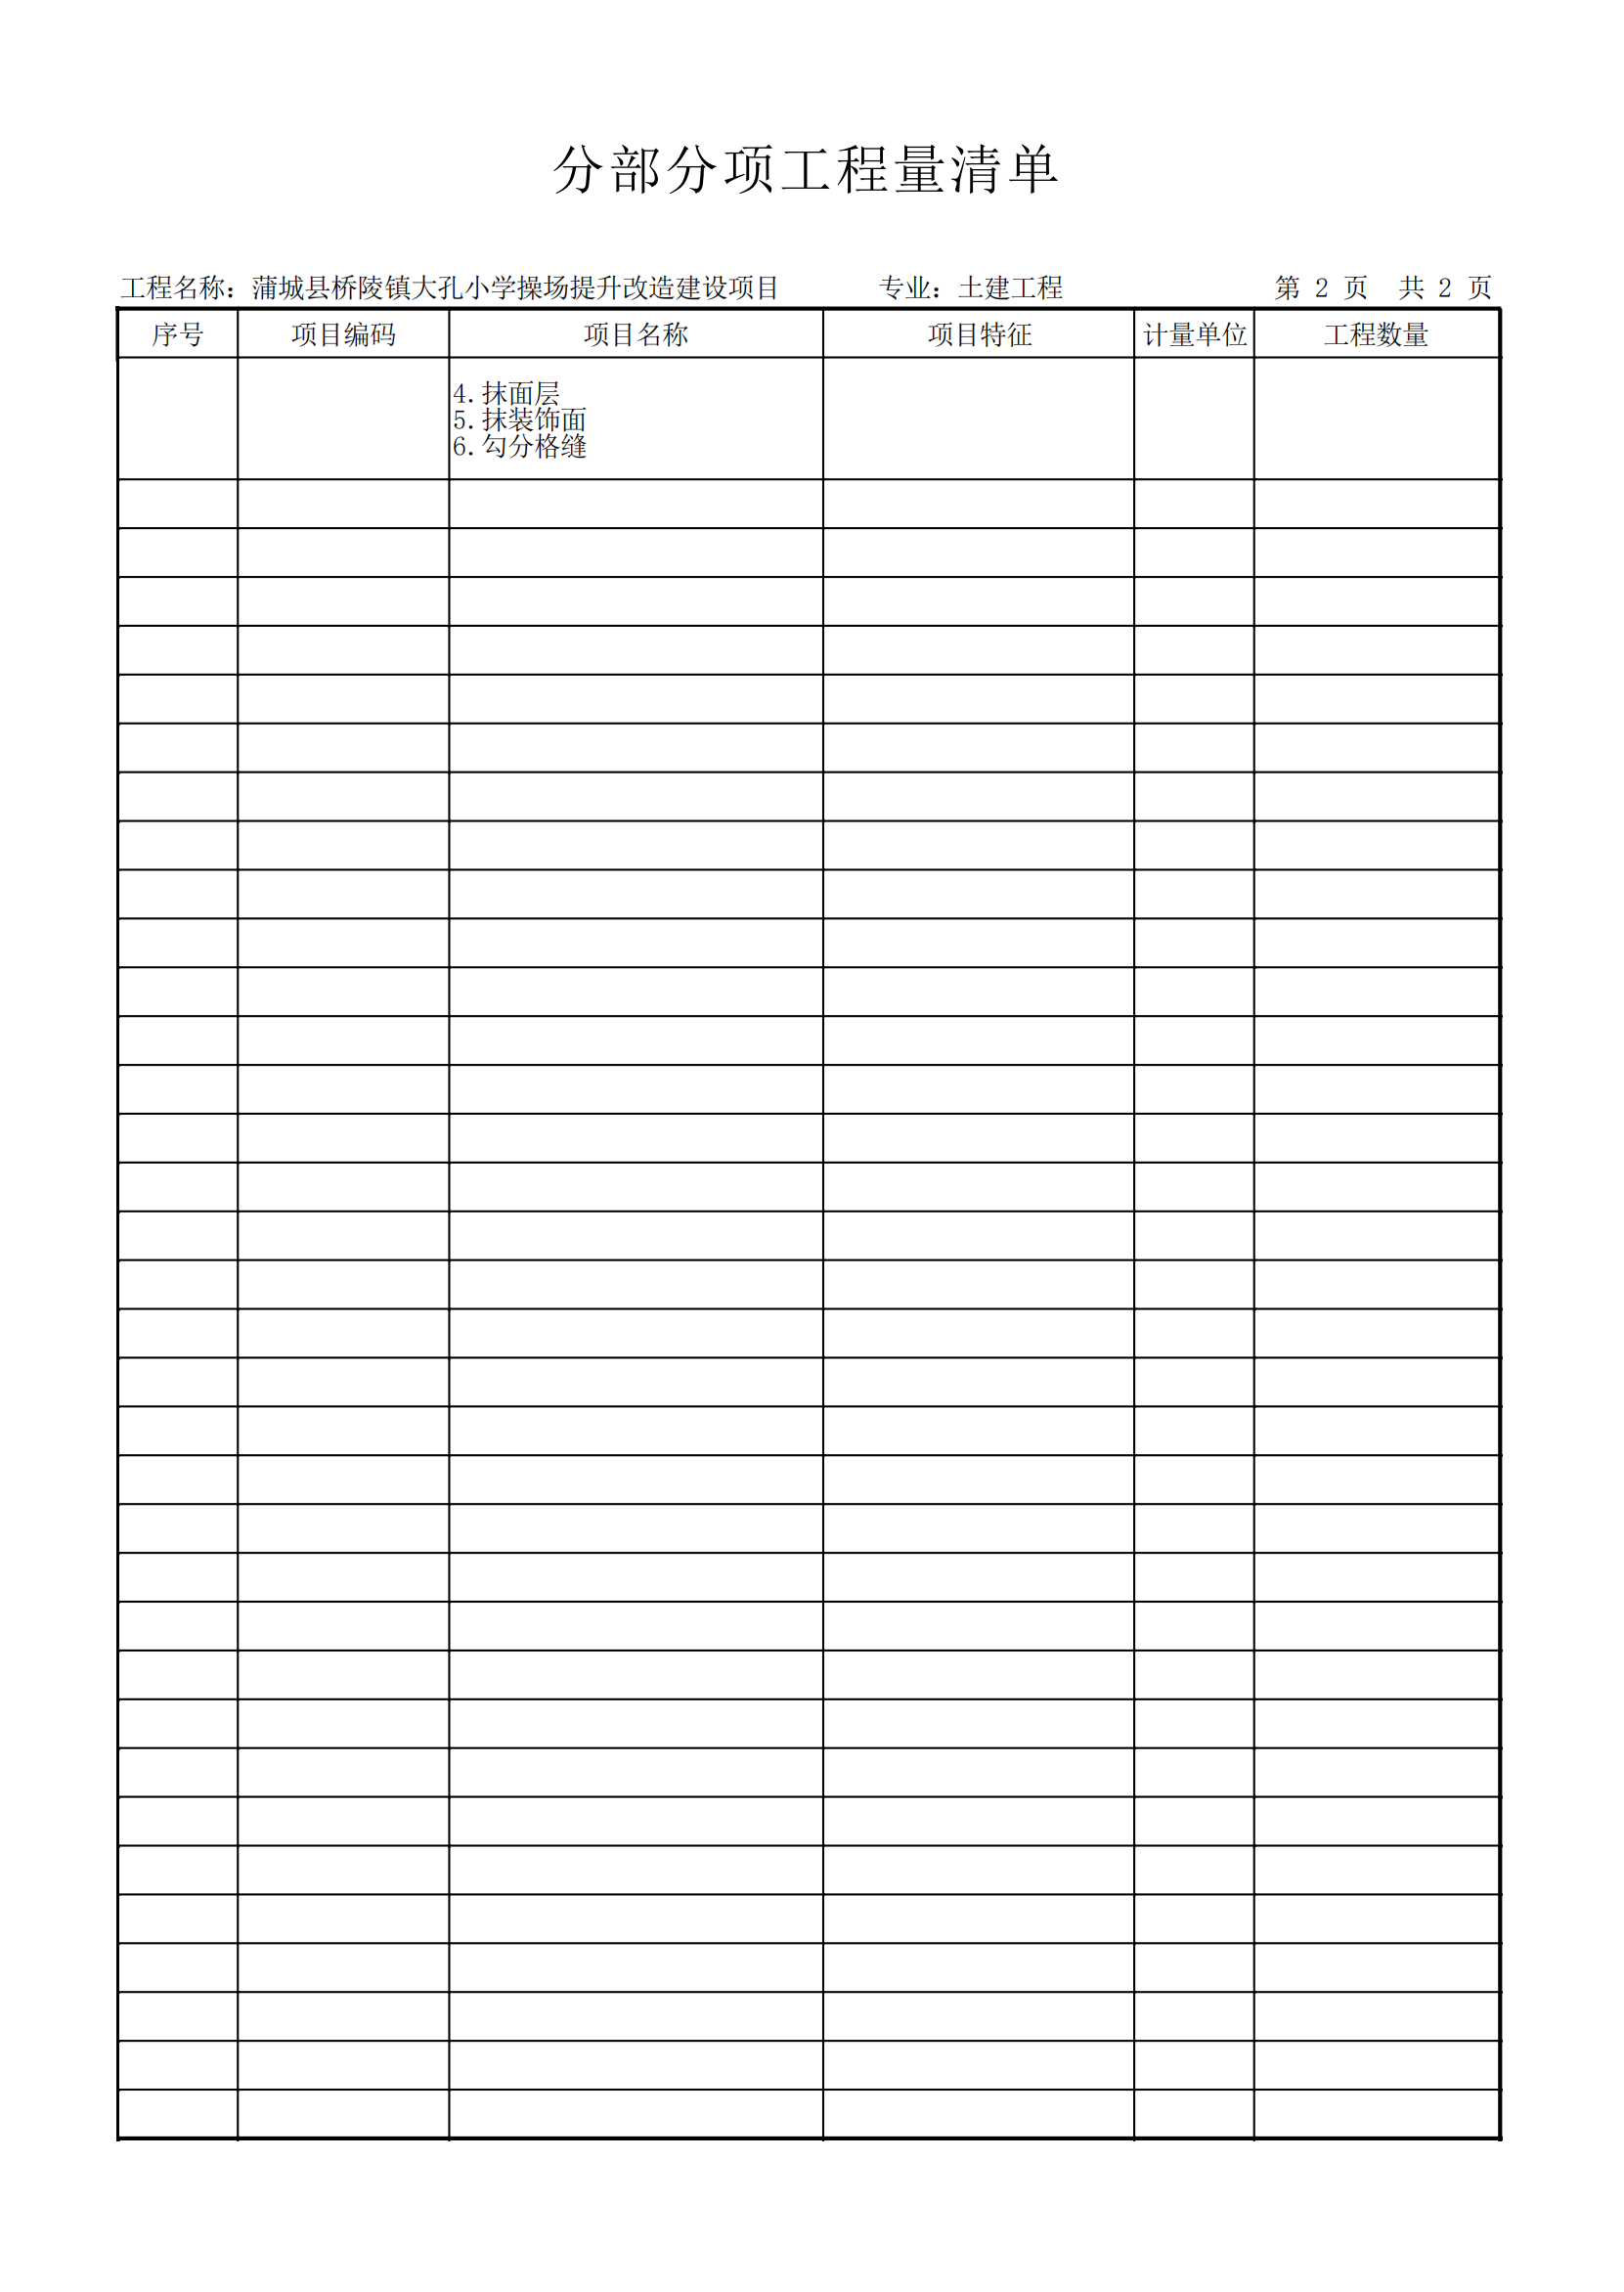 分部分项工程量清单
工程名称：蒲城县桥陵镇大孔小学操场提升改造建设项目 专业：土建工程 第 2 页 共 2 页
序号 项目编码 项目名称 项目特征 计量单位 工程数量
4.抹面层
5.抹装饰面
6.勾分格缝